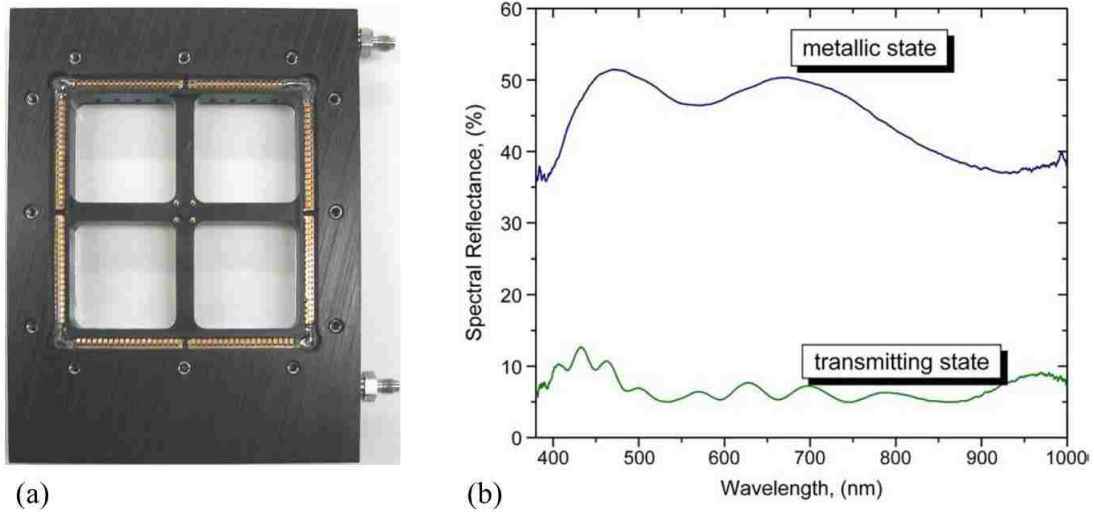 60
50
40
30
20
10
0
Spectral Reflectance, (%)
metallic state
transmitting state
400 500 600 700 800 900 1000
Wavelength, (nm)
(a) (b)